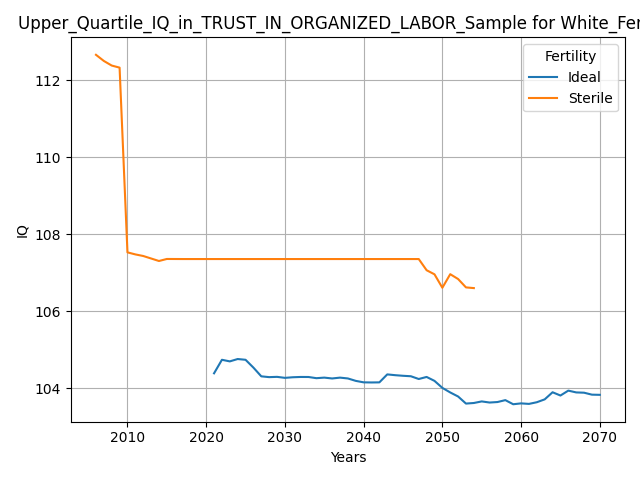 Upper_Quartile_IQ_in_TRUST_IN_ORGANIZED_LABOR_Sample for White_Fer
Fertility
Ideal
Sterile
112
110
108
106
104
IQ
2010 2020 2030 2040 2050 2060 2070
Years